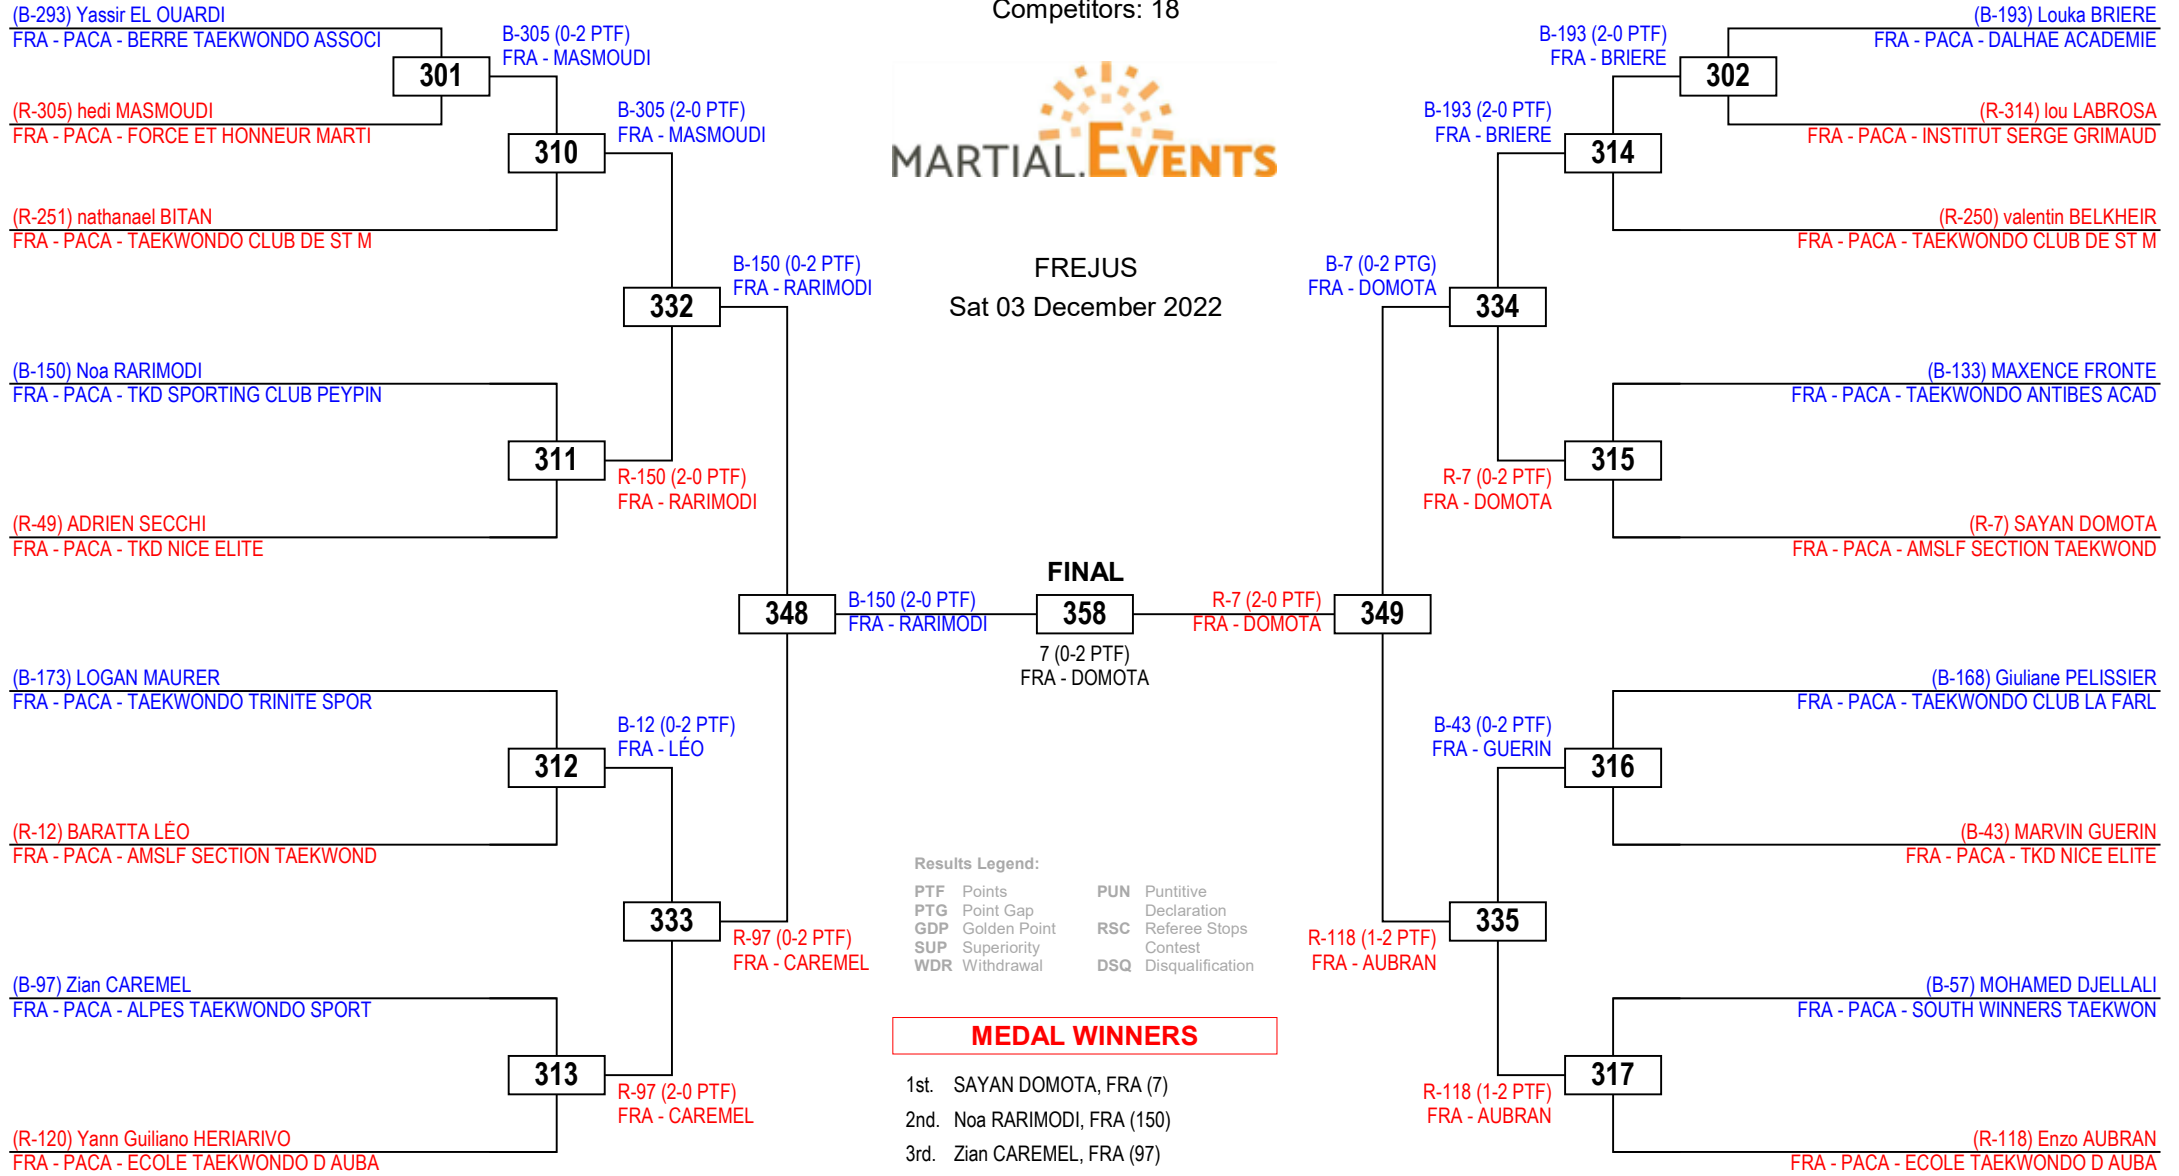 Competitors: 18
MARTIAL.EVENTS
FREJUS
Sat 03 December 2022
(B-293) Yassir EL OUARDI
FRA - PACA - BERRE TAEKWONDO ASSOCI
301
(R-305) hedi MASMOUDI
FRA - PACA - FORCE ET HONNEUR MARTI
B-305 (0-2 PTF)
FRA - MASMOUDI
310
(R-251) nathanael BITAN
FRA - PACA - TAEKWONDO CLUB DE ST M
B-305 (2-0 PTF)
FRA - MASMOUDI
332
B-150 (0-2 PTF)
FRA - RARIMODI
(B-150) Noa RARIMODI
FRA - PACA - TKD SPORTING CLUB PEYPIN
311
R-150 (2-0 PTF)
FRA - RARIMODI
(R-49) ADRIEN SECCHI
FRA - PACA - TKD NICE ELITE
348
B-150 (2-0 PTF)
FRA - RARIMODI
(B-173) LOGAN MAURER
FRA - PACA - TAEKWONDO TRINITE SPOR
312
B-12 (0-2 PTF)
FRA - LÉO
(R-12) BARATTA LÉO
FRA - PACA - AMSLF SECTION TAEKWOND
333
R-97 (0-2 PTF)
FRA - CAREMEL
(B-97) Zian CAREMEL
FRA - PACA - ALPES TAEKWONDO SPORT
313
R-97 (2-0 PTF)
FRA - CAREMEL
(R-120) Yann Guiliano HERIARIVO
FRA - PACA - ECOLE TAEKWONDO D AUBA
FINAL
358
7 (0-2 PTF)
FRA - DOMOTA
(B-193) Louka BRIERE
FRA - PACA - DALHAE ACADEMIE
302
(R-314) lou LABROSA
FRA - PACA - INSTITUT SERGE GRIMAUD
B-193 (2-0 PTF)
FRA - BRIERE
314
(R-250) valentin BELKHEIR
FRA - PACA - TAEKWONDO CLUB DE ST M
B-193 (2-0 PTF)
FRA - BRIERE
334
B-7 (0-2 PTG)
FRA - DOMOTA
(B-133) MAXENCE FRONTE
FRA - PACA - TAEKWONDO ANTIBES ACAD
315
R-7 (0-2 PTF)
FRA - DOMOTA
(R-7) SAYAN DOMOTA
FRA - PACA - AMSLF SECTION TAEKWOND
349
R-7 (2-0 PTF)
FRA - DOMOTA
(B-168) Giuliane PELISSIER
FRA - PACA - TAEKWONDO CLUB LA FARL
316
B-43 (0-2 PTF)
FRA - GUERIN
(B-43) MARVIN GUERIN
FRA - PACA - TKD NICE ELITE
335
R-118 (1-2 PTF)
FRA - AUBRAN
(B-57) MOHAMED DJELLALI
FRA - PACA - SOUTH WINNERS TAEKWON
317
R-118 (1-2 PTF)
FRA - AUBRAN
(R-118) Enzo AUBRAN
FRA - PACA - ECOLE TAEKWONDO D AUBA
Results Legend:
PTF Points
PTG Point Gap
GDP Golden Point
SUP Superiority
WDR Withdrawal
PUN Puntitive
Declaration
RSC Referee Stops
Contest
DSQ Disqualification
MEDAL WINNERS
1st. SAYAN DOMOTA, FRA (7)
2nd. Noa RARIMODI, FRA (150)
3rd. Zian CAREMEL, FRA (97)